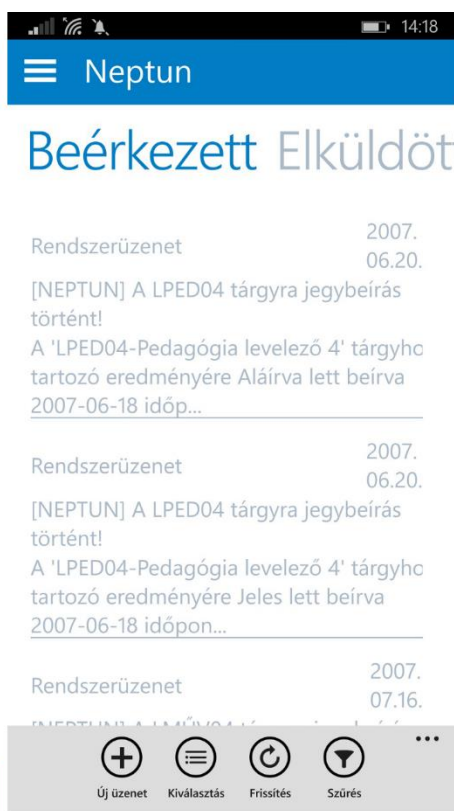 14:18
Neptun
Beérkezett Elküldöt
Rendszerüzenet
2007.
06.20.
[NEPTUN] A LPED04 tárgyra jegybeírás
történt!
A 'LPED04-Pedagógia levelező 4' tárgyho
tartozó eredményére Aláírva lett beírva
2007-06-18 időp...
Rendszerüzenet
2007.
06.20.
[NEPTUN] A LPED04 tárgyra jegybeírás
történt!
A 'LPED04-Pedagógia levelező 4' tárgyho
tartozó eredményére Jeles lett beírva
2007-06-18 időpon...
Rendszerüzenet
2007.
07.16.
Új üzenet Kiválasztás Frissítés Szűrés